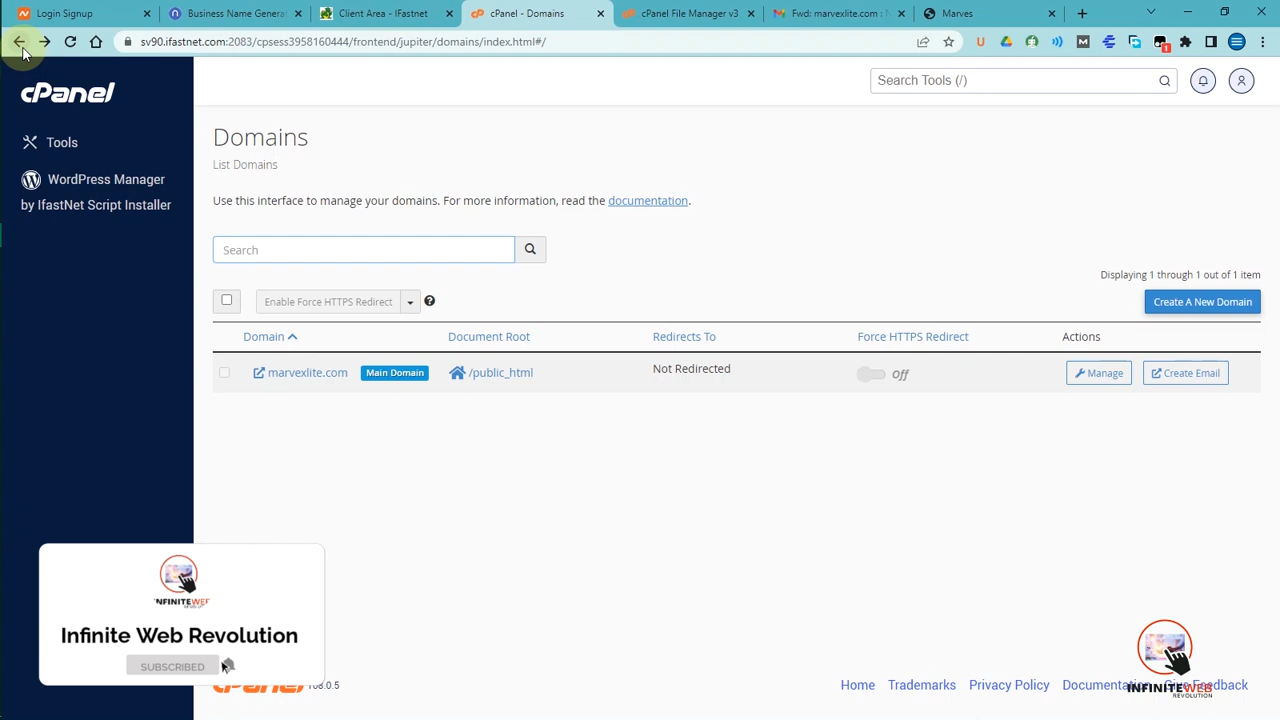 Login Signup
Business Name Genera
Client Area - IFastnet
cPanel - Domains
cPanel File Manager v3
Fwd: marvexlite.com : N
Marves
sv90.ifastnet.com:2083/cpsess3958160444/frontend/jupiter/domains/index.html#/
cPanel
Search Tools (/)
Tools
WordPress Manager
by IfastNet Script Installer
Domains
List Domains
Use this interface to manage your domains. For more information, read the documentation.
Search
Displaying 1 through 1 out of 1 item
Enable Force HTTPS Redirect
Create A New Domain
Domain
Document Root
Redirects To
Force HTTPS Redirect
Actions
marvexlite.com
Main Domain
/public_html
Not Redirected
Off
Manage
Create Email
INFINITEWEB
Infinite Web Revolution
SUBSCRIBED
cPanel
Home
Trademarks
Privacy Policy
Give Feedback
INFINITEWEB
REVOLUTION